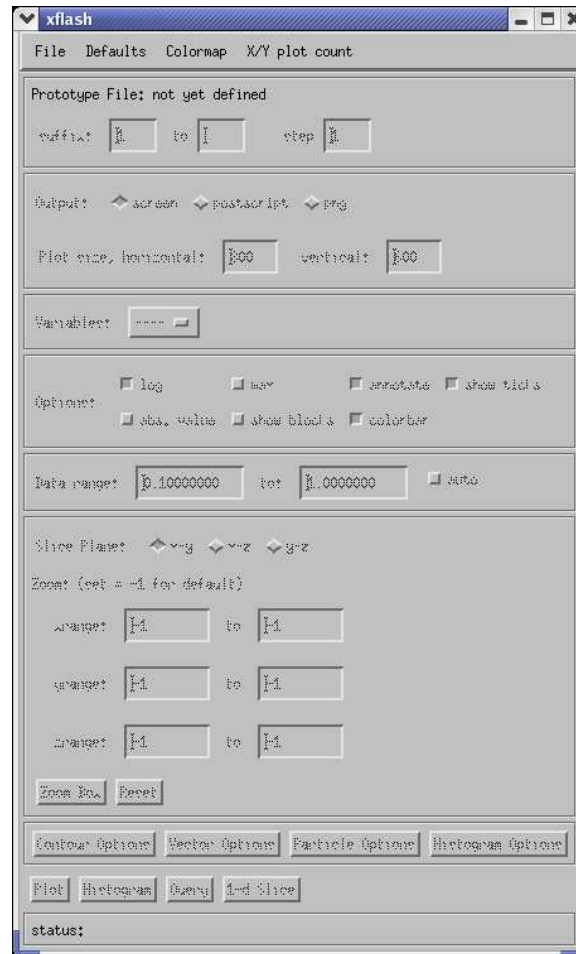 xflash
File Defaults Colormap X/Y plot count
Prototype File: not yet defined
suffix: 1 to step 1
Output: screen postscript png
Plot size, horizontal: :00 vertical: :00
Variables: ----
log max annotate show ticks
Options:
abs. value show blocks colorbar
Data range: 0.10000000 to: 1.0000000 auto
Slice Plane: x-y x-z y-z
Zoom: (set = -1 for default)
xrange: -1 to -1
yrange: -1 to -1
zrange: -1 to -1
Zoom Box Reset
Contour Options Vector Options Particle Options Histogram Options
Plot Histogram Query 1-d Slice
status: